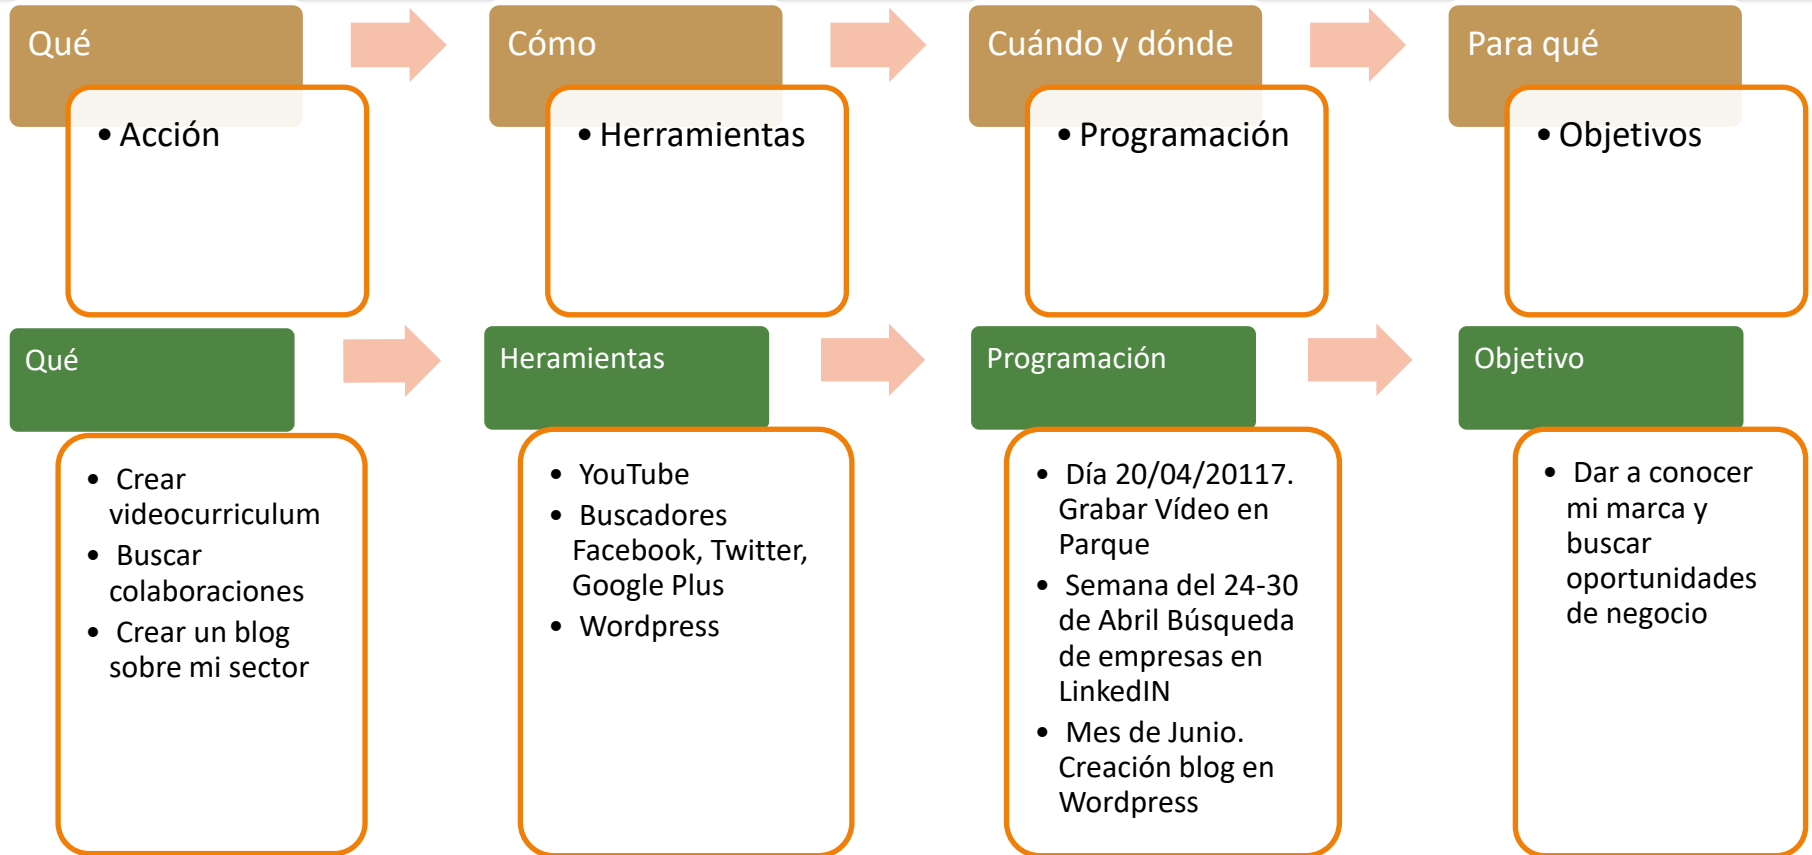 Qué
• Acción
Cómo
• Herramientas
Cuándo y dónde
• Programación
Para qué
• Objetivos
Qué
• Crear
videocurriculum
• Buscar
colaboraciones
• Crear un blog
sobre mi sector
Heramientas
• YouTube
• Buscadores
Facebook, Twitter,
Google Plus
• Wordpress
Programación
• Día 20/04/20117.
Grabar Vídeo en
Parque
• Semana del 24-30
de Abril Búsqueda
de empresas en
LinkedIN
• Mes de Junio.
Creación blog en
Wordpress
Objetivo
• Dar a conocer
mi marca y
buscar
oportunidades
de negocio